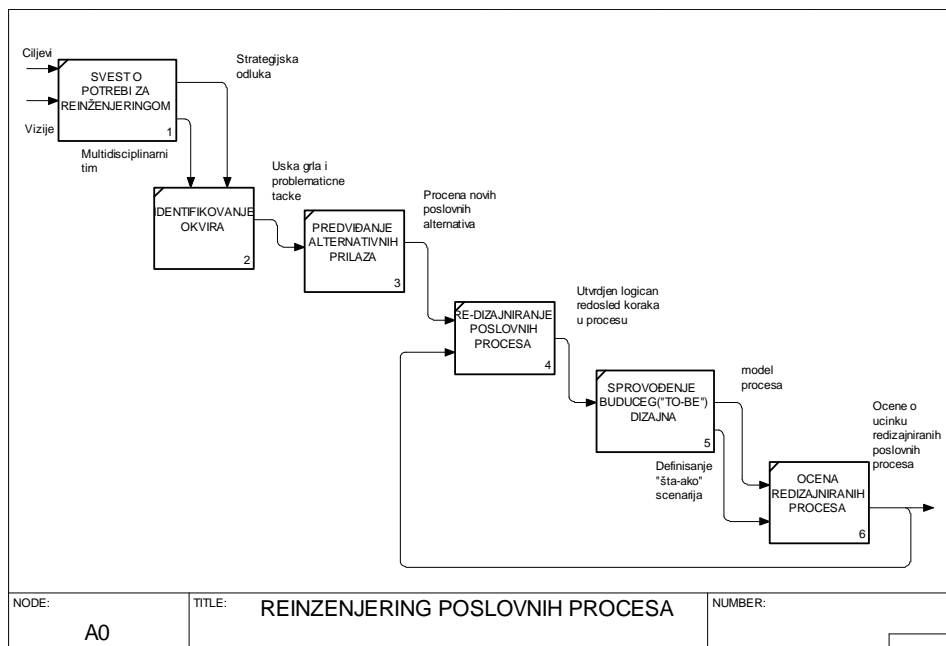 Ciljevi
Vizije
SVEST O
POTREBI ZA
REINŽENJERINGOM
1
Strategijska
odluka
Multidisciplinarni
tim
IDENTIFIKOVANJE
OKVIRA
2
Uska grla i
problematicne
tacke
PREDVIĐANJE
ALTERNATIVNIH
PRILAZA
3
Procena novih
poslovnih
alternativa
RE-DIZAJNIRANJE
POSLOVNIH
PROCESA
4
Utvrdjen logican
redosled koraka
u procesu
SPROVOĐENJE
BUDUCEG("TO-BE")
DIZAJNA
5
model
procesa
Definisanje
"šta-ako"
scenarija
OCENA
REDIZAJNIRANIH
PROCESA
6
Ocene o
ucinku
redizajniranih
poslovnih
procesa
NODE:
A0
TITLE:
REINZENJERING POSLOVNIH PROCESA
NUMBER: